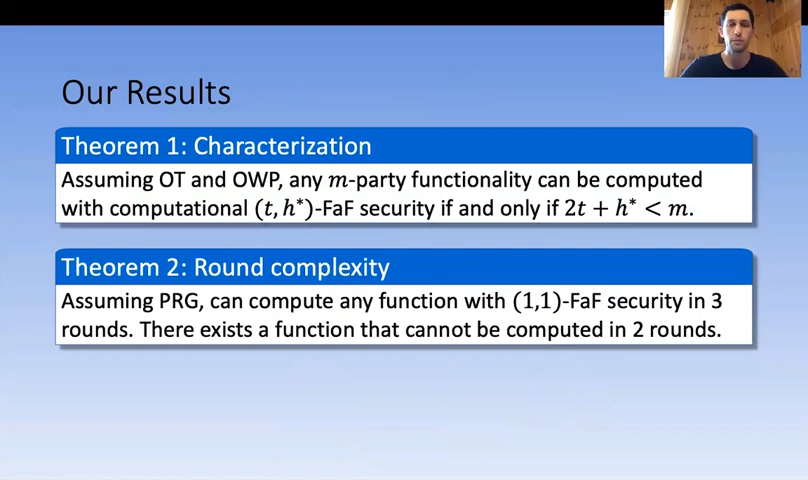 Our Results
Theorem 1: Characterization
Assuming OT and OWP, any m-party functionality can be computed
with computational (t, h*)-FaF security if and only if 2t + h* < m.
Theorem 2: Round complexity
Assuming PRG, can compute any function with (1,1)-FaF security in 3
rounds. There exists a function that cannot be computed in 2 rounds.